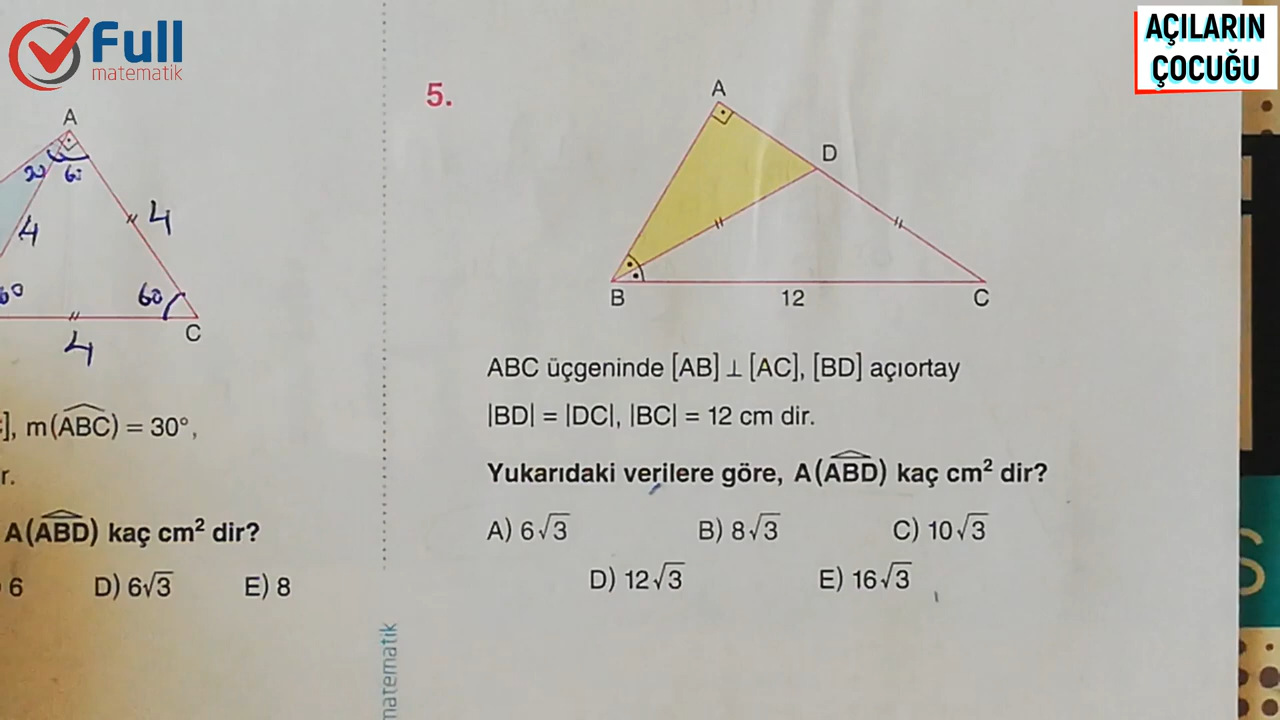 Full
matematik
AÇILARIN
ÇOCUĞU
A
30 60
4
4
60
C
4
], m(ABC) = 30°,
r.
A(ABD) kaç cm² dir?
6 D) 6√3 E) 8
5.
A
D
B
12
C
ABC üçgeninde [AB] ⊥ [AC], [BD] açıortay
|BD| = |DC|, |BC| = 12 cm dir.
Yukarıdaki verilere göre, A(ABD) kaç cm² dir?
A) 6√3 B) 8√3 C) 10√3
D) 12√3 E) 16√3
matematik